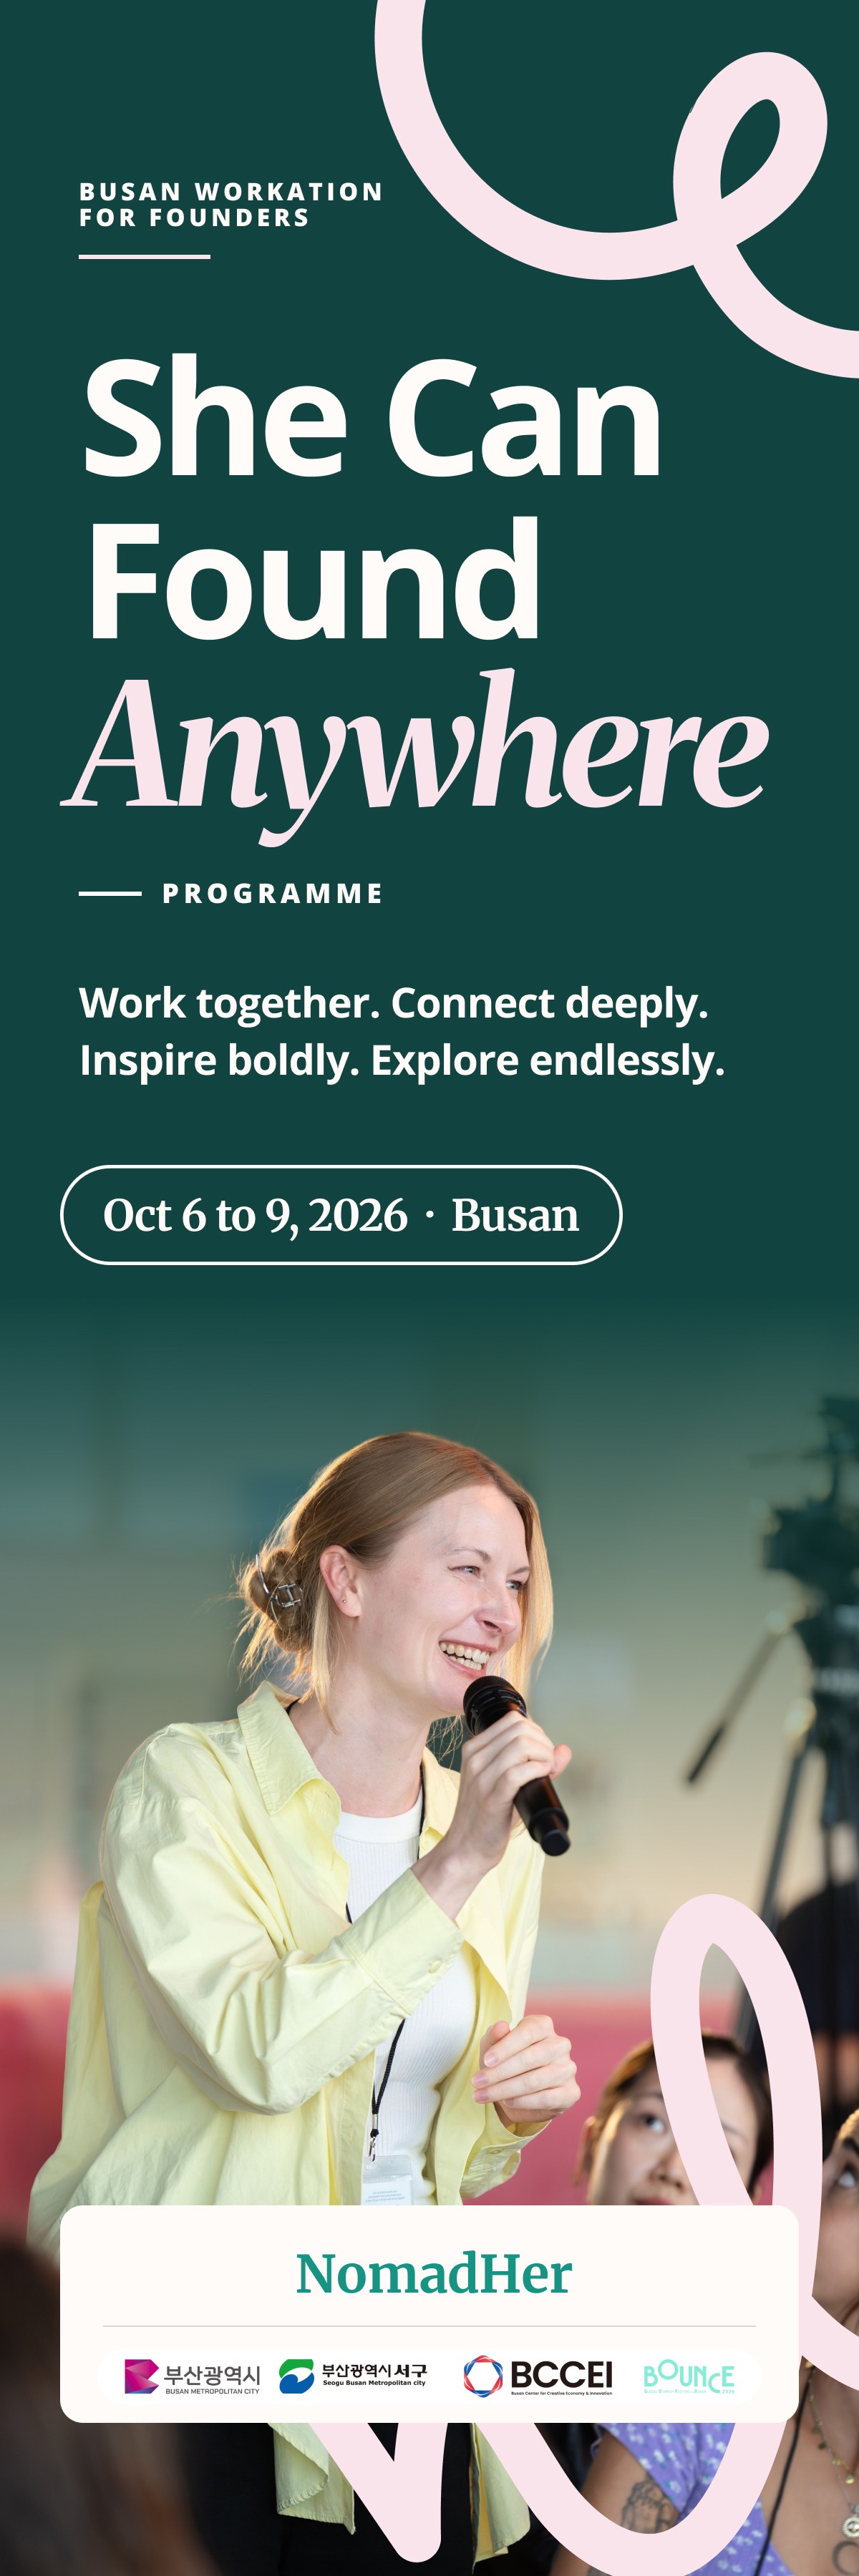 BUSAN WORKATION
FOR FOUNDERS
She Can
Found
Anywhere
PROGRAMME
Work together. Connect deeply.
Inspire boldly. Explore endlessly.
Oct 6 to 9, 2026 · Busan
NomadHer
부산광역시
BUSAN METROPOLITAN CITY
부산광역시 서구
Seogu Busan Metropolitan city
BCCEI
Busan Center for Creative Economy & Innovation
BOUNCE